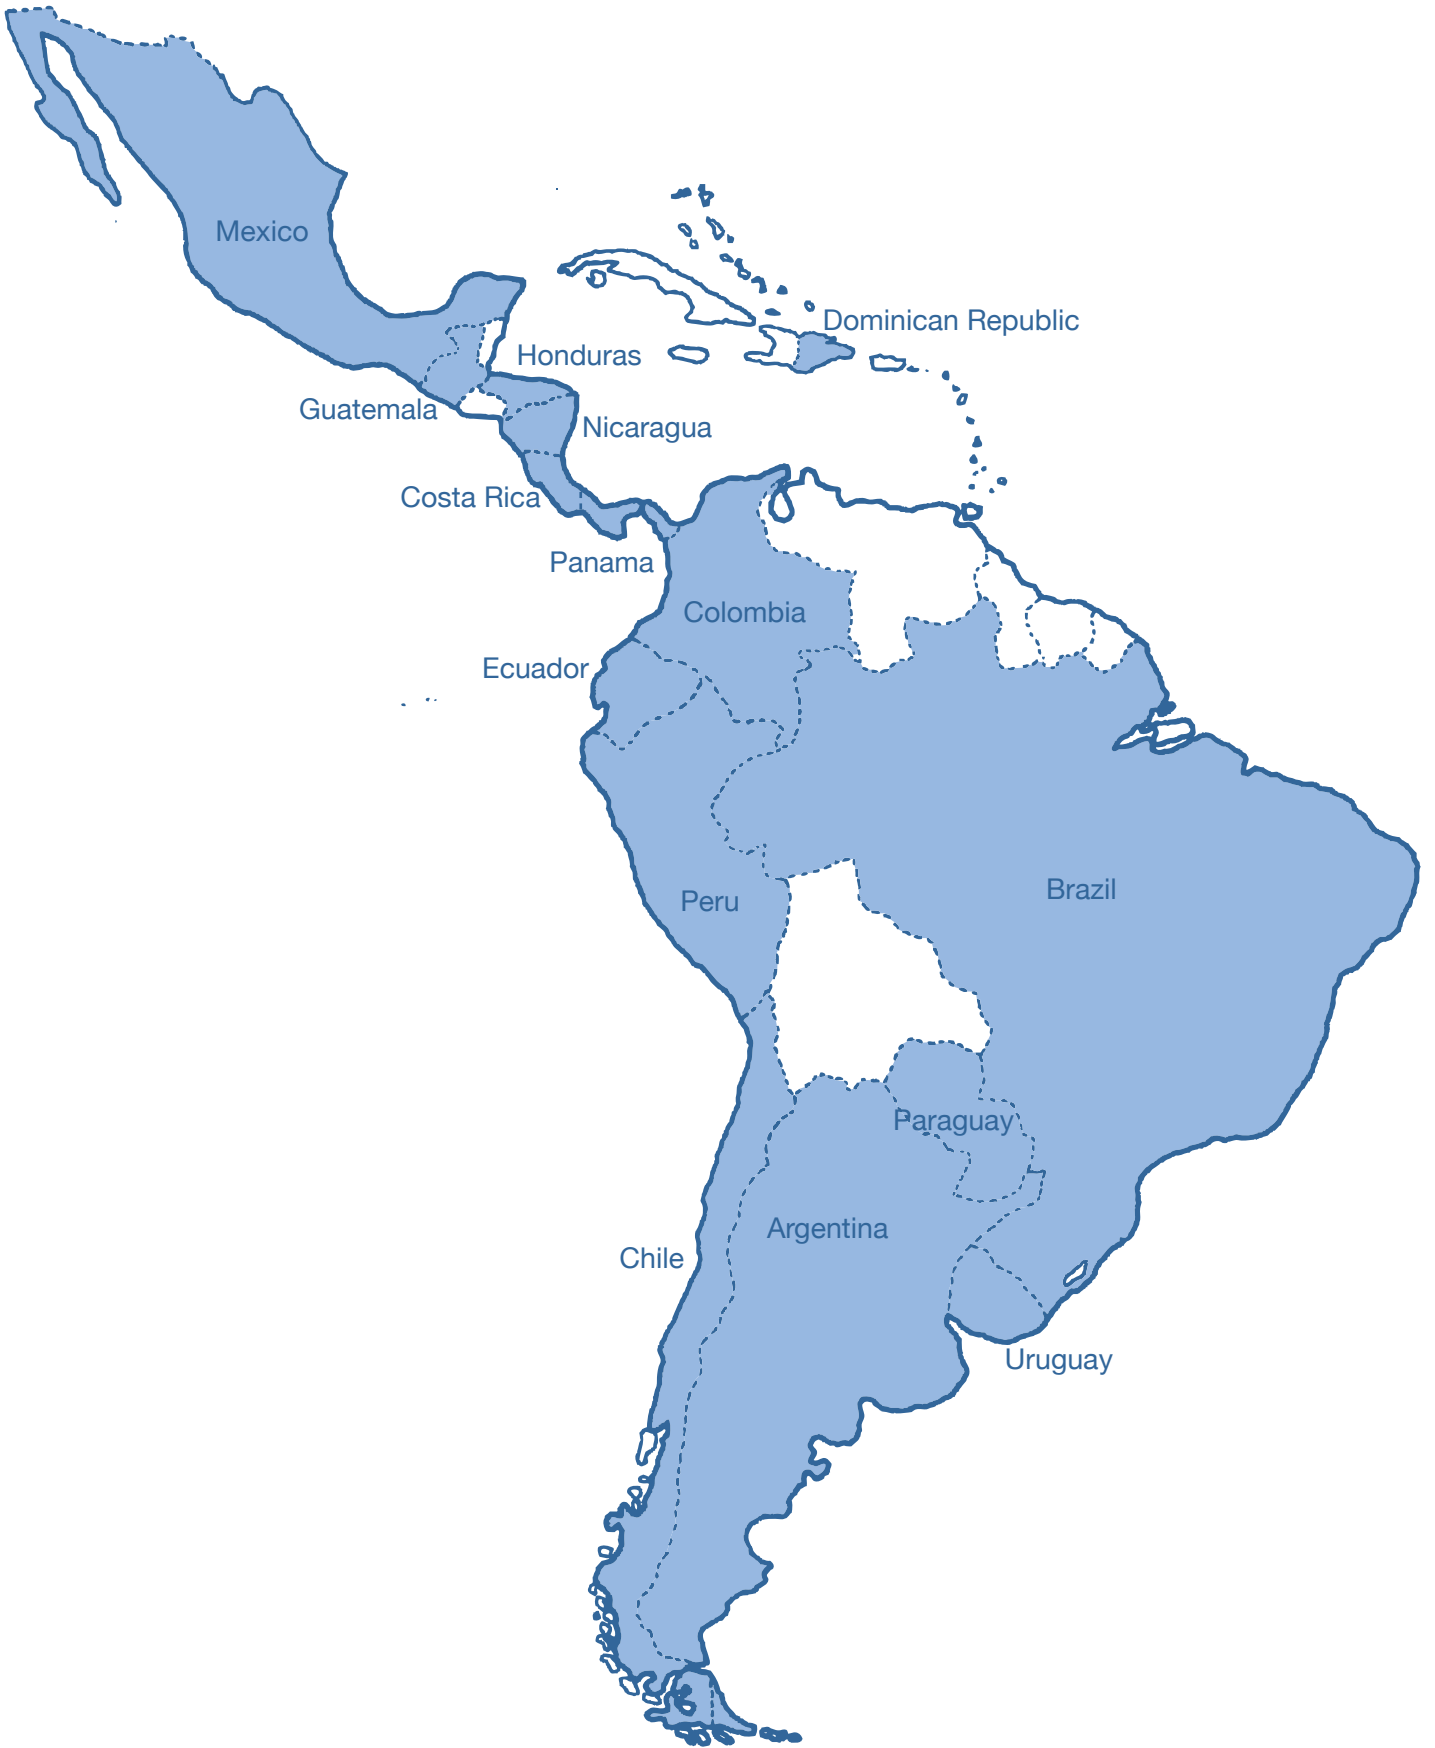 Mexico
Dominican Republic
Honduras
Guatemala
Nicaragua
Costa Rica
Panama
Colombia
Ecuador
Brazil
Peru
Paraguay
Argentina
Chile
Uruguay